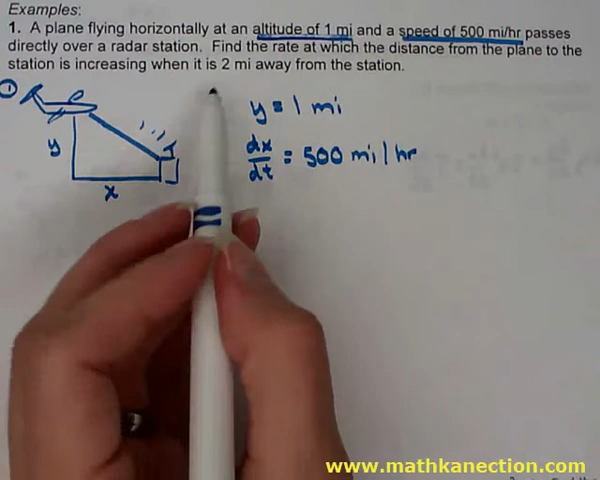 Examples:
1. A plane flying horizontally at an altitude of 1 mi and a speed of 500 mi/hr passes
directly over a radar station. Find the rate at which the distance from the plane to the
station is increasing when it is 2 mi away from the station.
1
y = 1 mi
y
dx/dt = 500 mi/hr
x
www.mathkanection.com